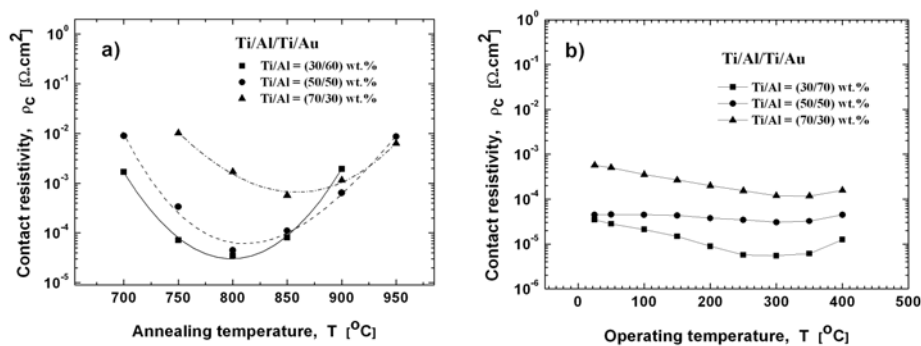 a)
Ti/Al/Ti/Au
Ti/Al = (30/60) wt.%
Ti/Al = (50/50) wt.%
Ti/Al = (70/30) wt.%
Contact resistivity, ρC [Ω.cm²]
10⁰
10⁻¹
10⁻²
10⁻³
10⁻⁴
10⁻⁵
700 750 800 850 900 950
Annealing temperature, T [°C]
b)
Ti/Al/Ti/Au
Ti/Al = (30/70) wt.%
Ti/Al = (50/50) wt.%
Ti/Al = (70/30) wt.%
Contact resistivity, ρC [Ω.cm²]
10⁰
10⁻¹
10⁻²
10⁻³
10⁻⁴
10⁻⁵
10⁻⁶
0 100 200 300 400 500
Operating temperature, T [°C]